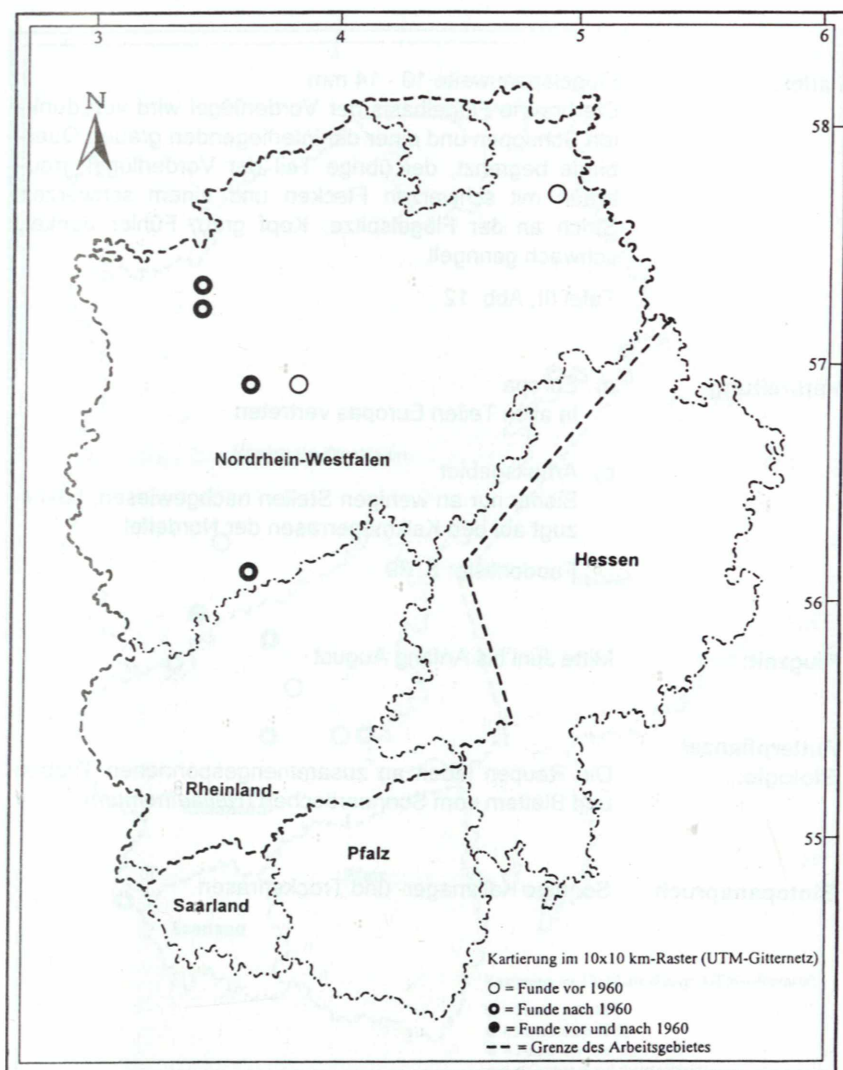 3 4 5 6
N
58
57
Nordrhein-Westfalen
Hessen
56
Rheinland-
Pfalz
55
Saarland
Kartierung im 10x10 km-Raster (UTM-Gitternetz)
= Funde vor 1960
= Funde nach 1960
= Funde vor und nach 1960
= Grenze des Arbeitsgebietes